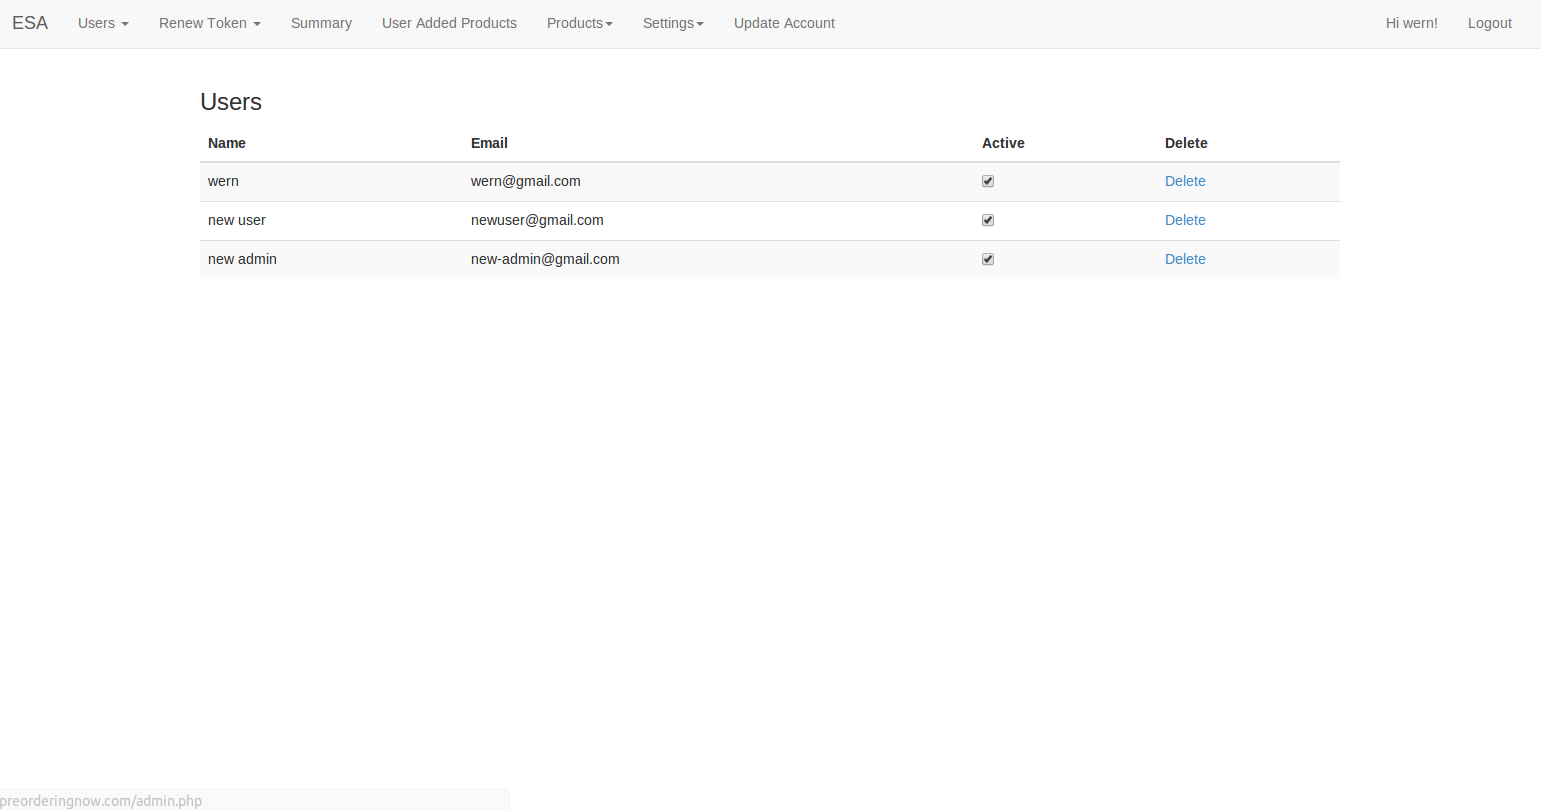 ESA Users Renew Token Summary User Added Products Products Settings Update Account Hi wern! Logout
Users
Name Email Active Delete
wern wern@gmail.com Delete
new user newuser@gmail.com Delete
new admin new-admin@gmail.com Delete
preorderingnow.com/admin.php